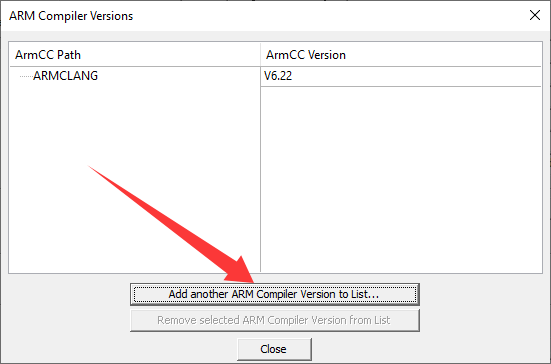 ARM Compiler Versions
ArmCC Path ArmCC Version
ARMCLANG V6.22
Add another ARM Compiler Version to List...
Remove selected ARM Compiler Version from List
Close